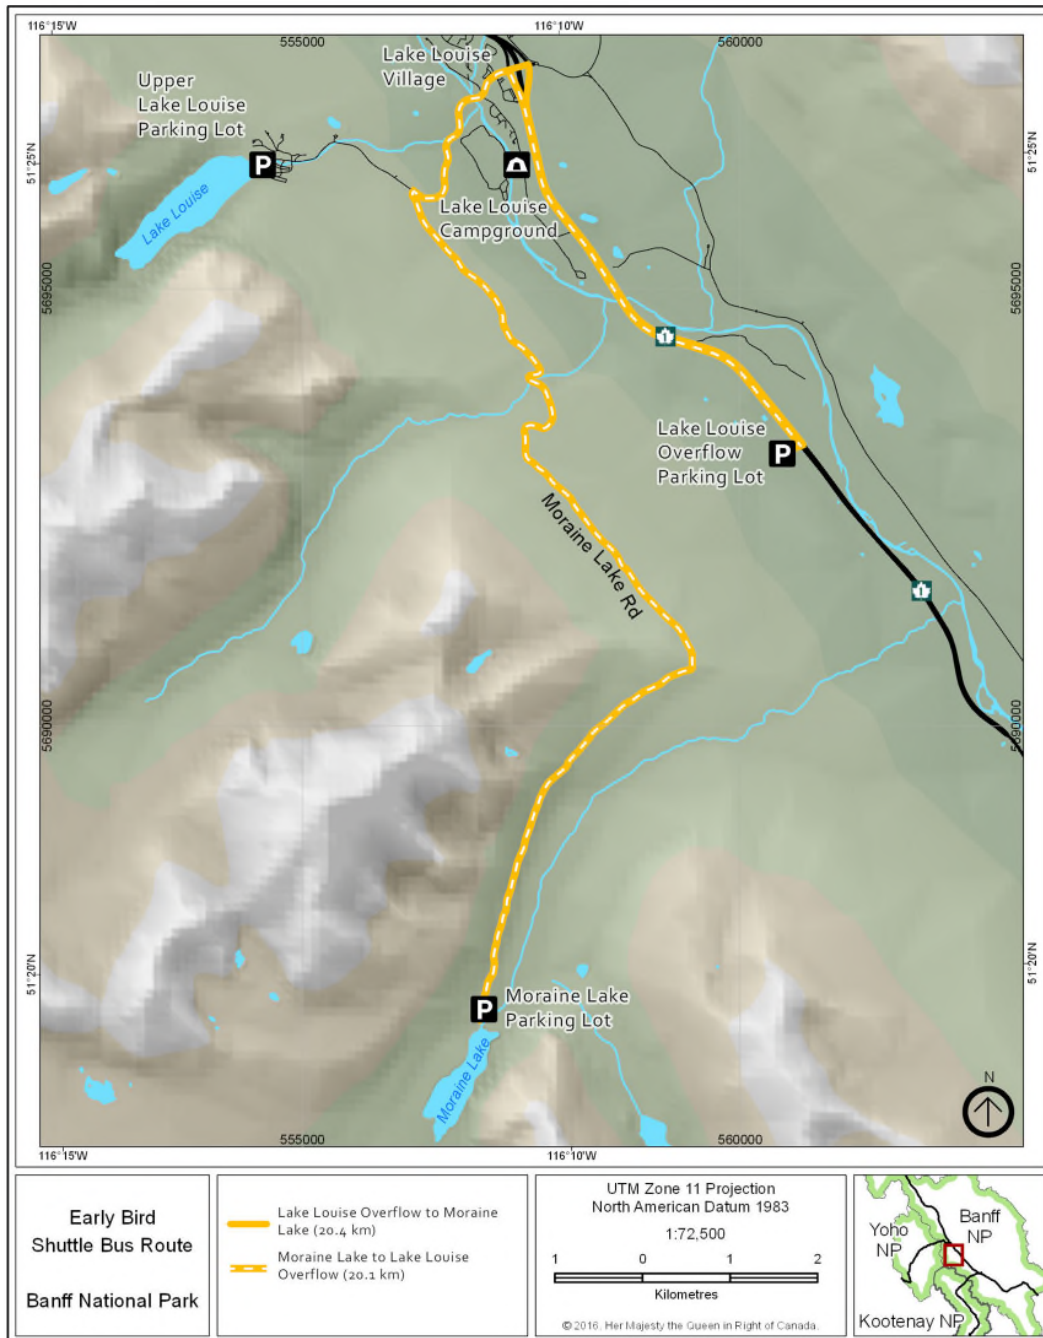 116°15'W
116°10'W
555000
560000
Lake Louise
Village
Upper
Lake Louise
Parking Lot
P
51°25'N
51°25'N
Lake Louise
Lake Louise
Campground
5695000
5695000
1
Lake Louise
Overflow
Parking Lot
P
Moraine Lake Rd
1
5690000
5690000
51°20'N
51°20'N
P
Moraine Lake
Parking Lot
Moraine Lake
N
555000
560000
116°15'W
116°10'W
Early Bird
Shuttle Bus Route
Banff National Park
Lake Louise Overflow to Moraine
Lake (20.4 km)
Moraine Lake to Lake Louise
Overflow (20.1 km)
UTM Zone 11 Projection
North American Datum 1983
1:72,500
1 0 1 2
Kilometres
© 2016. Her Majesty the Queen in Right of Canada.
Yoho
NP
Banff
NP
Kootenay NP